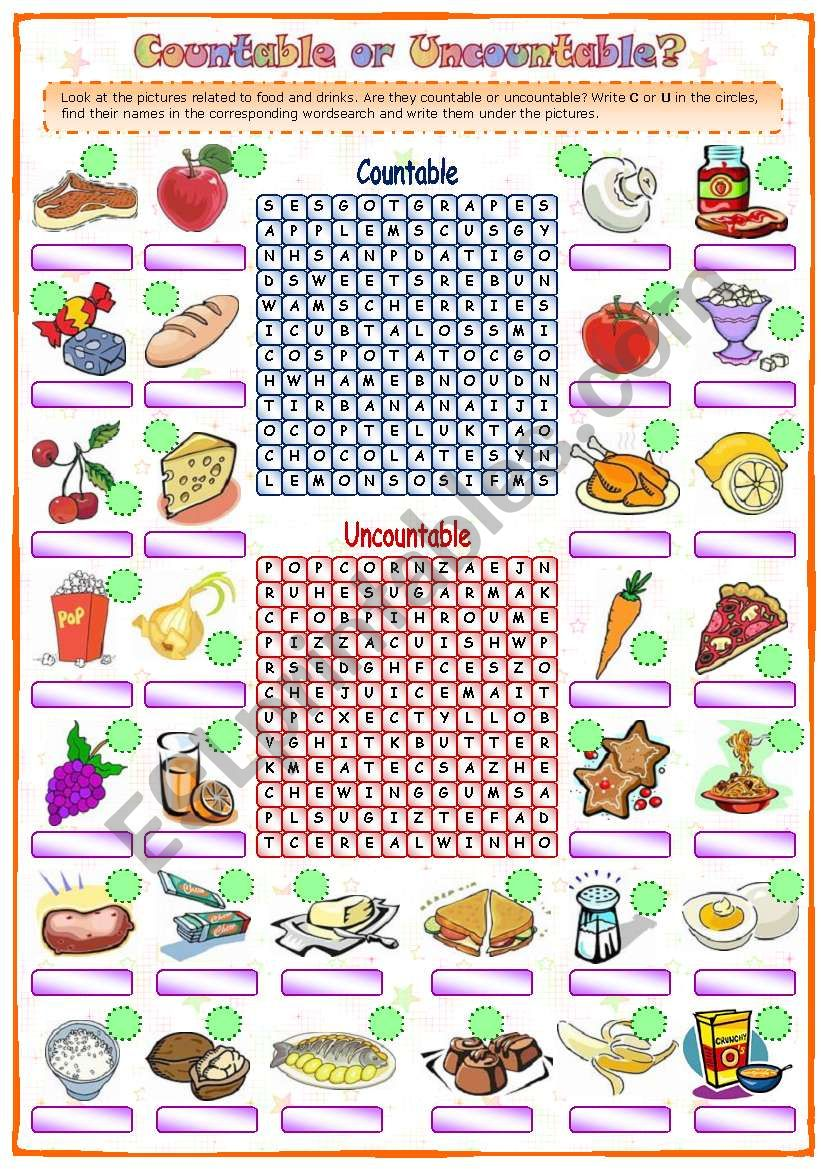 Countable or Uncountable?
Look at the pictures related to food and drinks. Are they countable or uncountable? Write C or U in the circles,
find their names in the corresponding wordsearch and write them under the pictures.
Countable
S E S G O T G R A P E S
A P P L E M S C U S G Y
N H S A N P D A T I G O
D S W E E T S R E B U N
W A M S C H E R R I E S
I C U B T A L O S S M I
C O S P O T A T O C G O
H W H A M E B N O U D N
T I R B A N A N A I J I
O C O P T E L U K T A O
C H O C O L A T E S Y N
L E M O N S O S I F M S
Uncountable
P O P C O R N Z A E J N
R U H E S U G A R M A K
C F O B P I H R O U M E
P I Z Z A C U I S H W P
R S E D G H F C E S Z O
C H E J U I C E M A I T
U P C X E C T Y L L O B
V G H I T K B U T T E R
K M E A T E C S A Z H E
C H E W I N G G U M S A
P L S U G I Z T E F A D
T C E R E A L W I N H O
POP
CRUNCHY
O's
ESLprintables.com